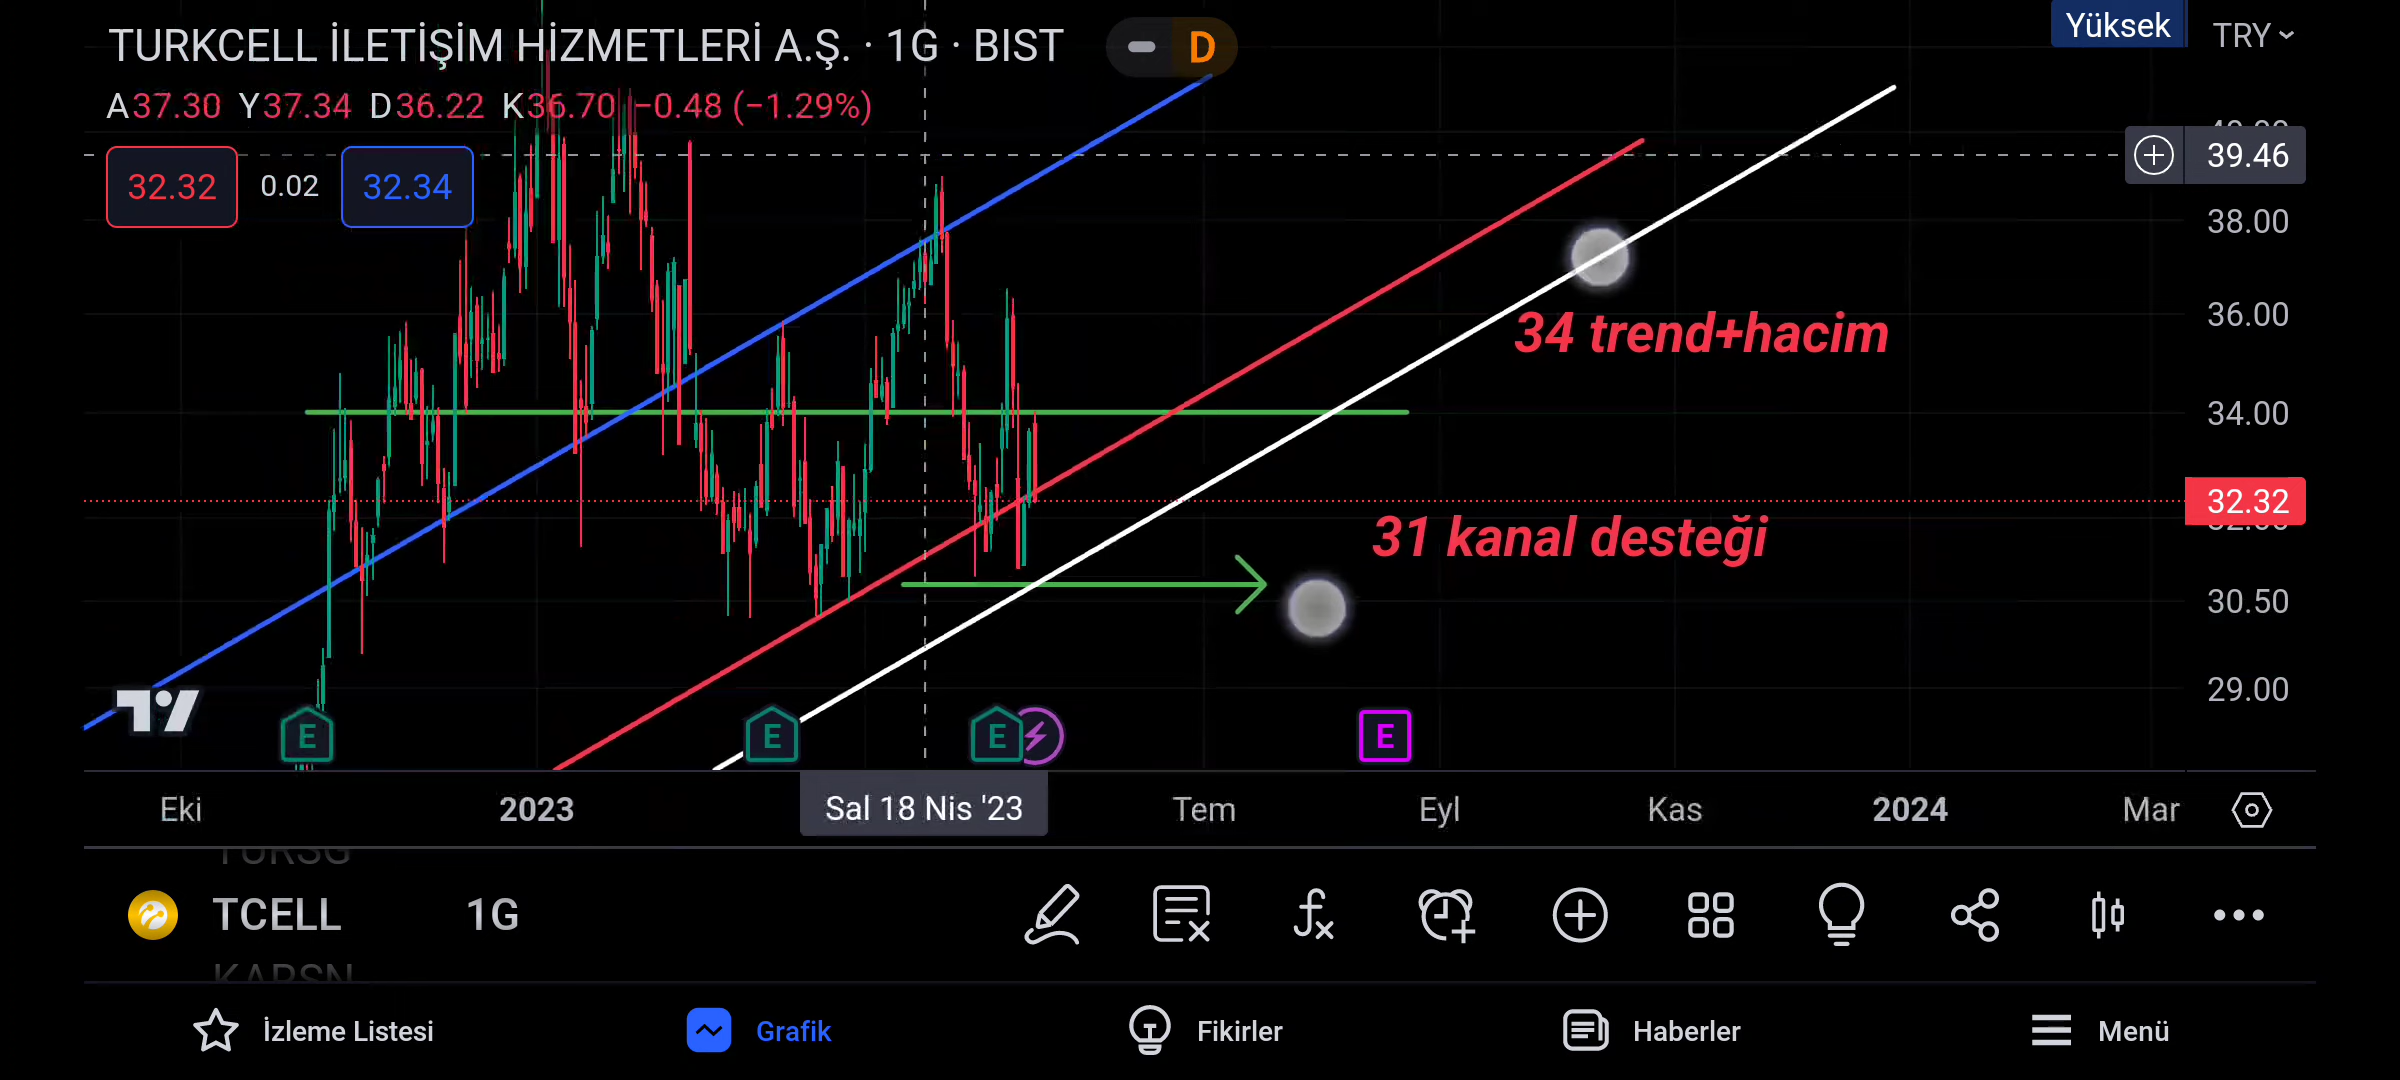 TURKCELL İLETİŞİM HİZMETLERİ A.Ş. · 1G · BIST
D
Yüksek
TRY
A37.30 Y37.34 D36.22 K36.70 −0.48 (−1.29%)
39.46
32.32 0.02 32.34
38.00
36.00
34 trend+hacim
34.00
32.32
31 kanal desteği
30.50
29.00
E E E E
Eki 2023 Sal 18 Nis '23 Tem Eyl Kas 2024 Mar
TCELL 1G
İzleme Listesi Grafik Fikirler Haberler Menü